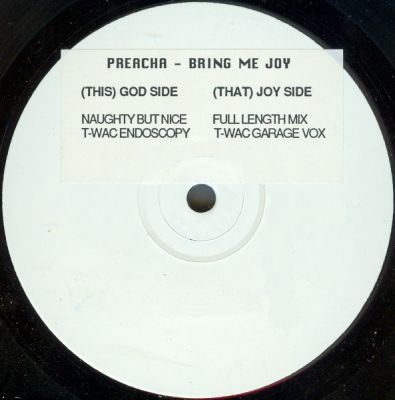 PREACHA - BRING ME JOY
(THIS) GOD SIDE (THAT) JOY SIDE
NAUGHTY BUT NICE FULL LENGTH MIX
T-WAC ENDOSCOPY T-WAC GARAGE VOX